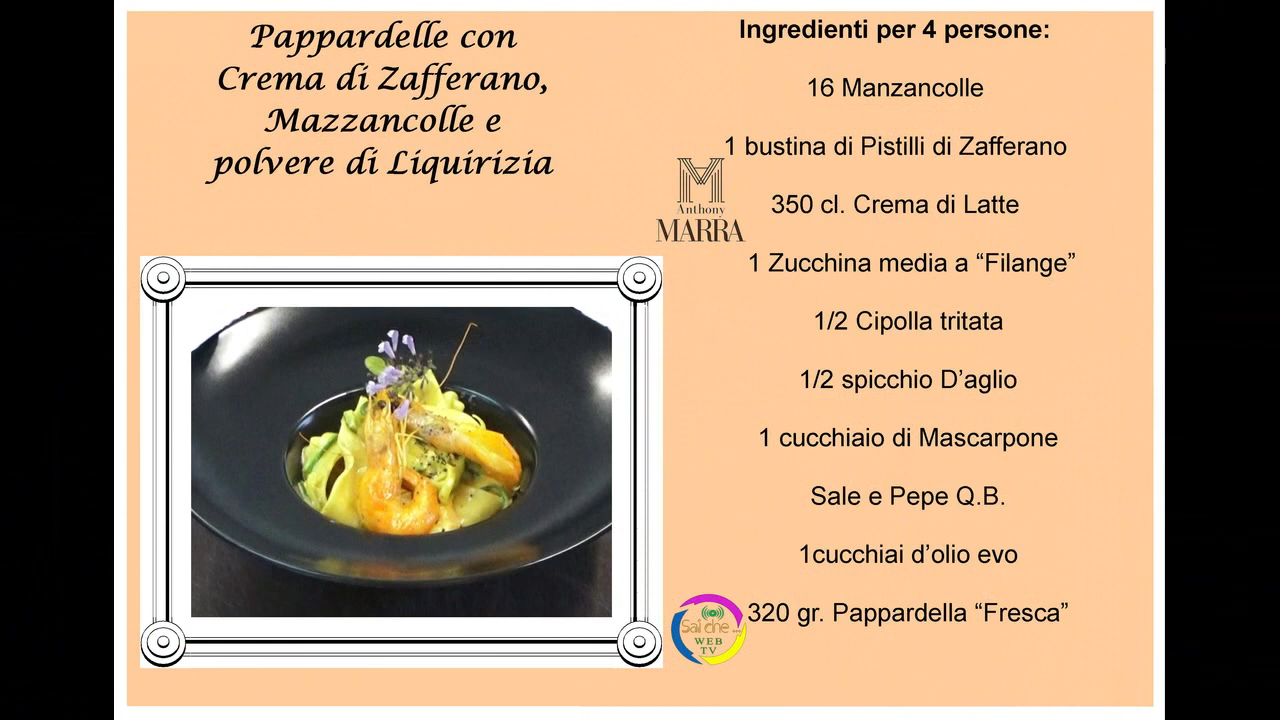 Pappardelle con
Crema di Zafferano,
Mazzancolle e
polvere di Liquirizia
Ingredienti per 4 persone:
16 Manzancolle
1 bustina di Pistilli di Zafferano
350 cl. Crema di Latte
1 Zucchina media a “Filange”
1/2 Cipolla tritata
1/2 spicchio D’aglio
1 cucchiaio di Mascarpone
Sale e Pepe Q.B.
1cucchiai d’olio evo
320 gr. Pappardella “Fresca”
M
Anthony
MARRA
Sai che ...
WEB
TV